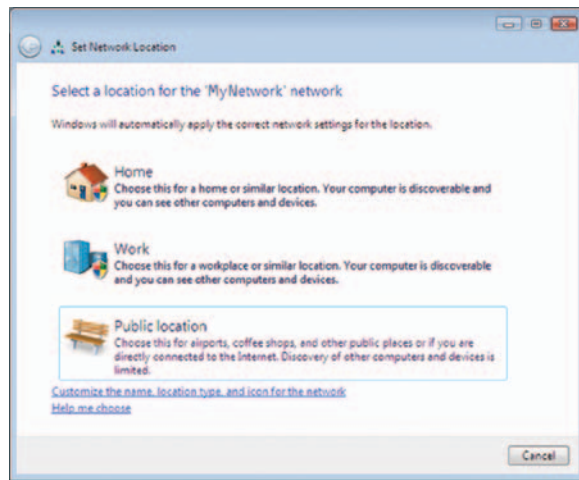 Set Network Location
Select a location for the 'MyNetwork' network
Windows will automatically apply the correct network settings for the location.
Home
Choose this for a home or similar location. Your computer is discoverable and
you can see other computers and devices.
Work
Choose this for a workplace or similar location. Your computer is discoverable
and you can see other computers and devices.
Public location
Choose this for airports, coffee shops, and other public places or if you are
directly connected to the Internet. Discovery of other computers and devices is
limited.
Customize the name, location type, and icon for the network
Help me choose
Cancel